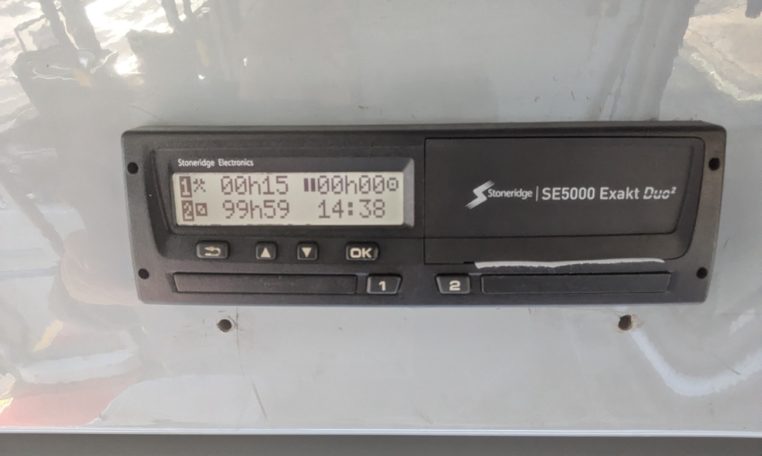 Stoneridge Electronics
1 00h15 00h00
2 99h59 14:38
Stoneridge | SE5000 Exakt Duo²
OK
1 2